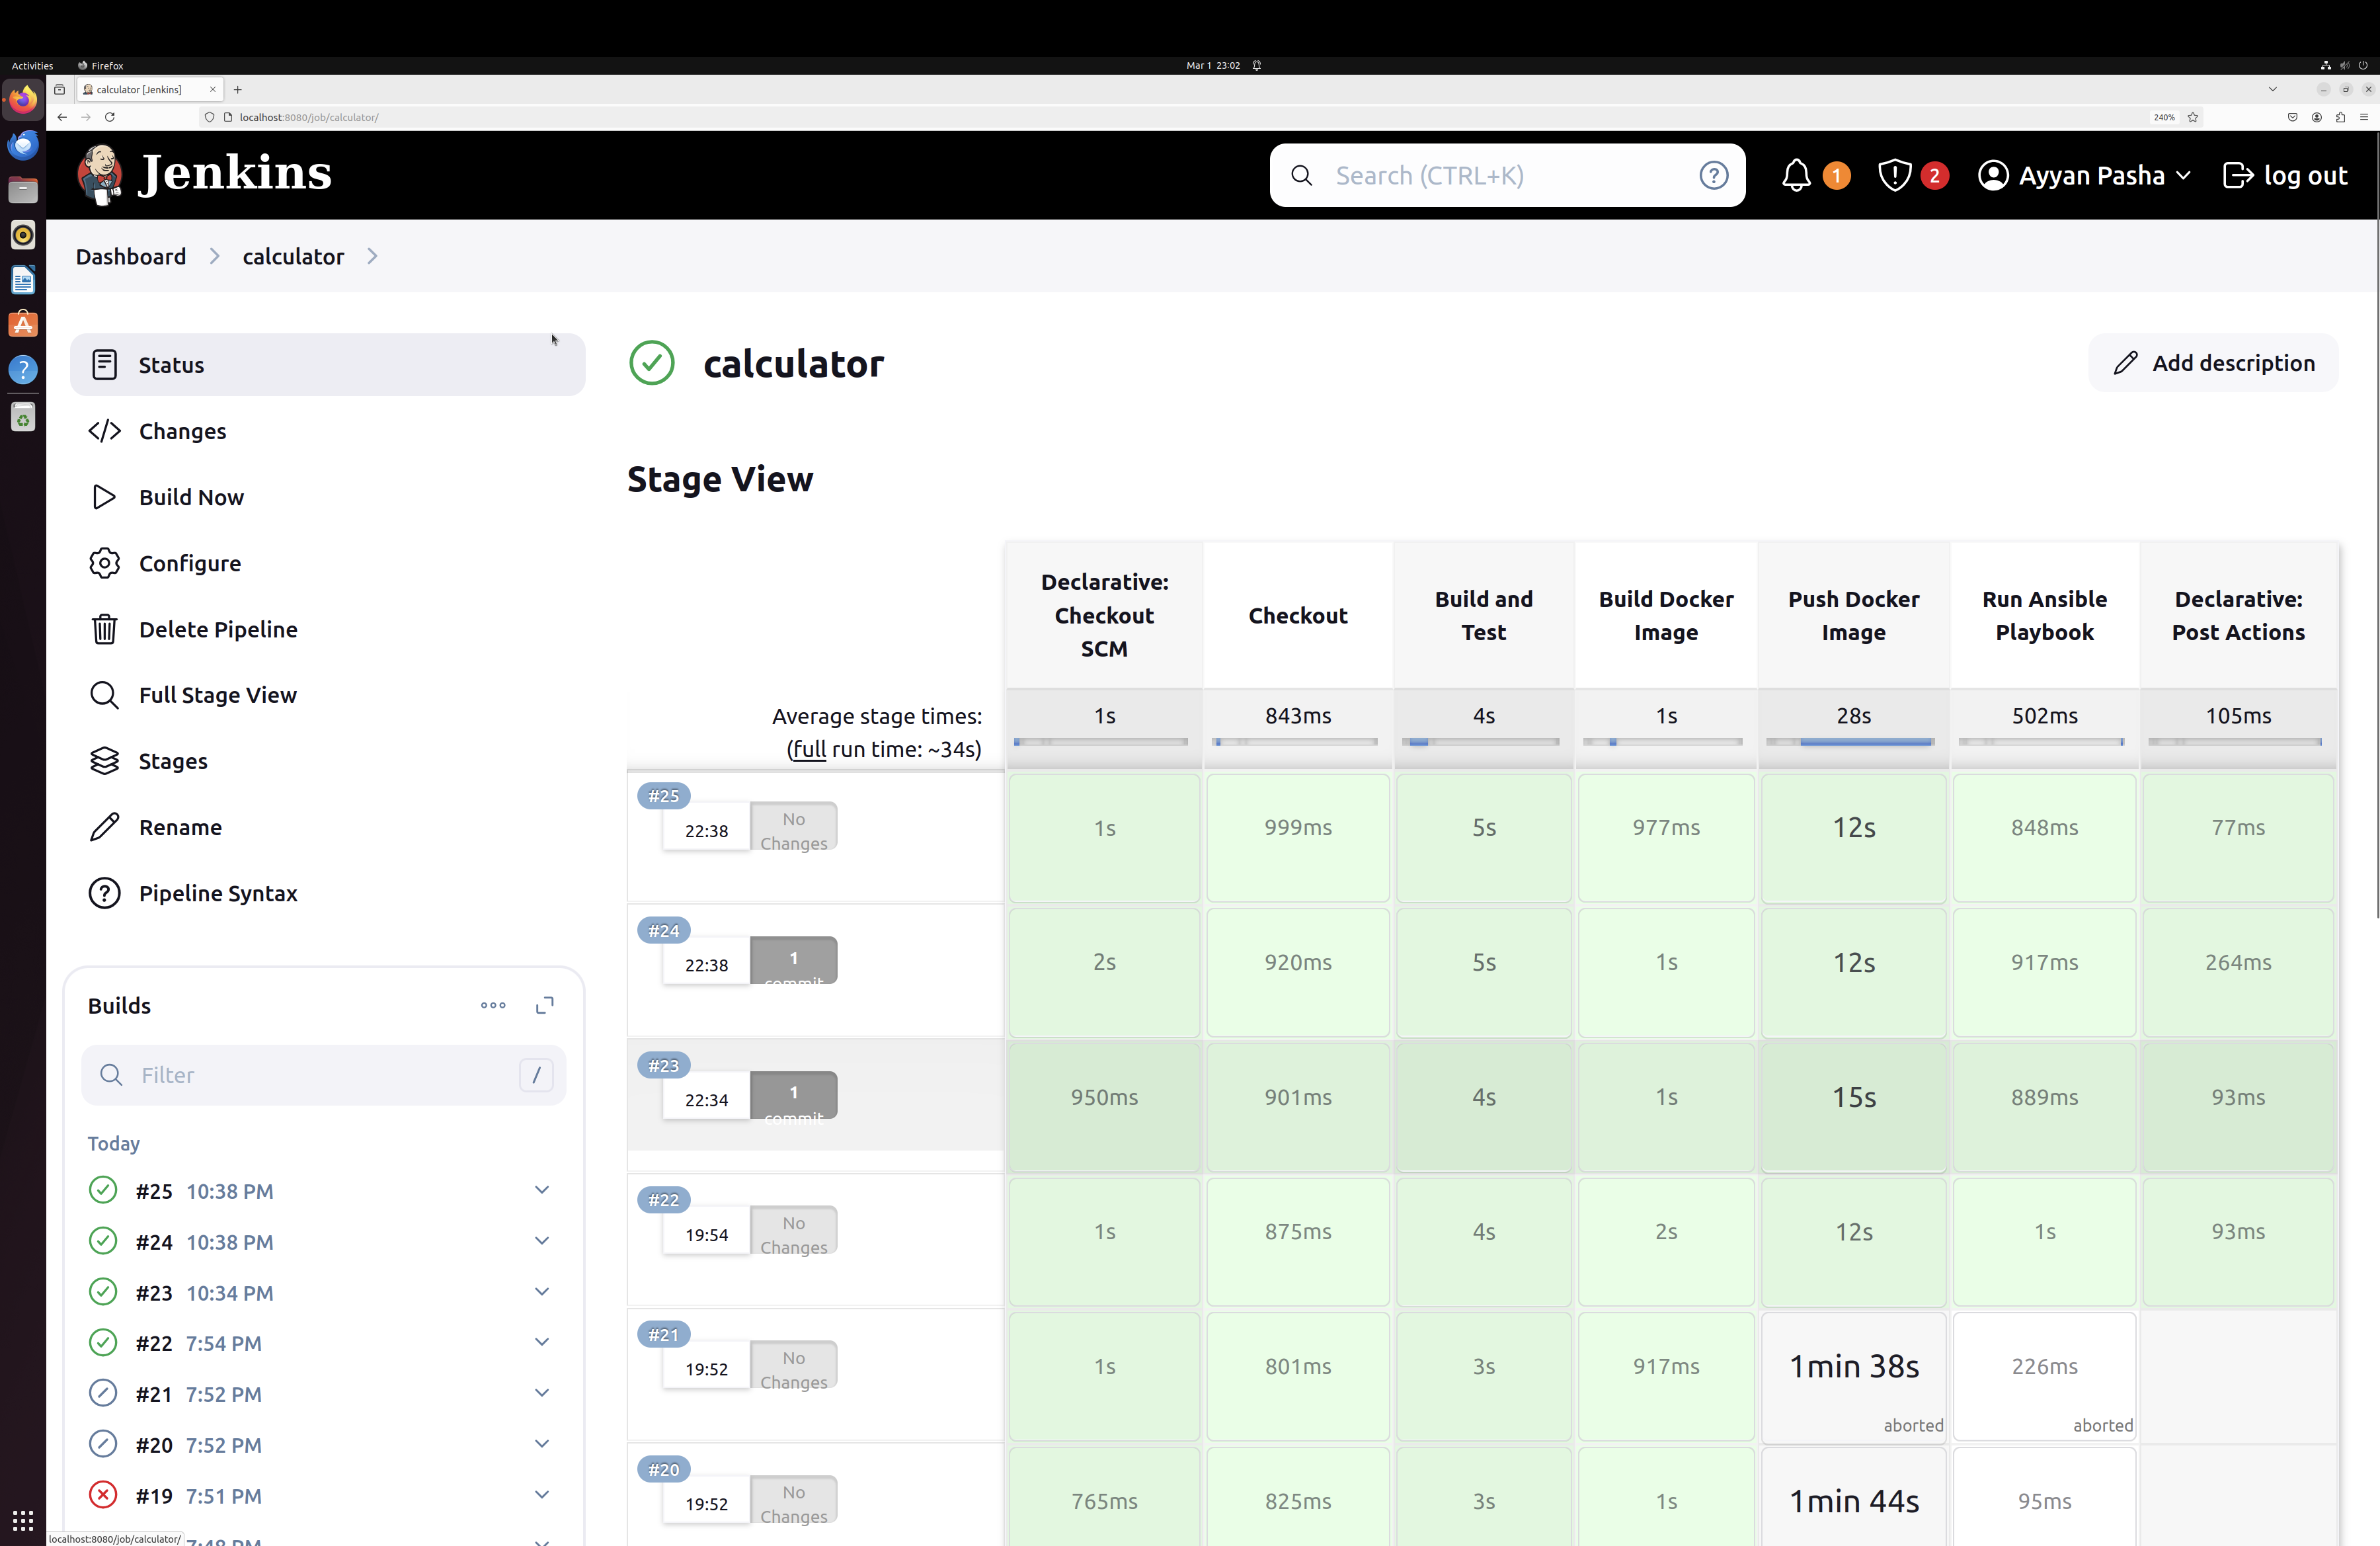 Activities
Firefox
Mar 1 23:02
calculator [Jenkins]
localhost:8080/job/calculator/
240%
Jenkins
Search (CTRL+K)
1
2
Ayyan Pasha
log out
Dashboard
calculator
Status
Changes
Build Now
Configure
Delete Pipeline
Full Stage View
Stages
Rename
Pipeline Syntax
Builds
Filter
/
Today
#25 10:38 PM
#24 10:38 PM
#23 10:34 PM
#22 7:54 PM
#21 7:52 PM
#20 7:52 PM
#19 7:51 PM
localhost:8080/job/calculator/
calculator
Add description
Stage View
Declarative:
Checkout
SCM
Checkout
Build and
Test
Build Docker
Image
Push Docker
Image
Run Ansible
Playbook
Declarative:
Post Actions
Average stage times:
(full run time: ~34s)
1s
843ms
4s
1s
28s
502ms
105ms
#25
22:38
No
Changes
1s
999ms
5s
977ms
12s
848ms
77ms
#24
22:38
1
commit
2s
920ms
5s
1s
12s
917ms
264ms
#23
22:34
1
commit
950ms
901ms
4s
1s
15s
889ms
93ms
#22
19:54
No
Changes
1s
875ms
4s
2s
12s
1s
93ms
#21
19:52
No
Changes
1s
801ms
3s
917ms
1min 38s
aborted
226ms
aborted
#20
19:52
No
Changes
765ms
825ms
3s
1s
1min 44s
95ms